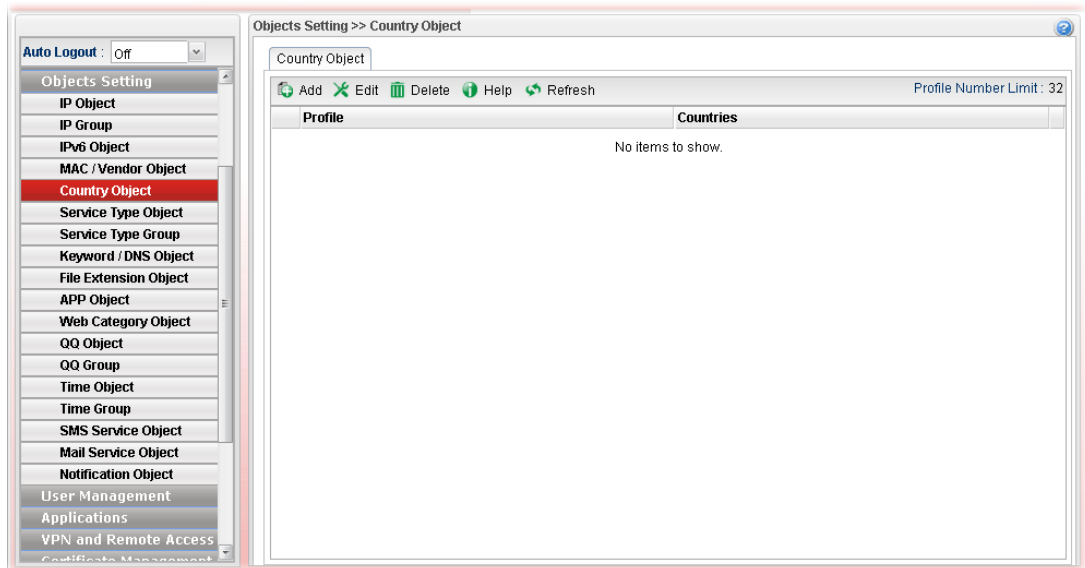 Objects Setting >> Country Object
Auto Logout : Off
Objects Setting
IP Object
IP Group
IPv6 Object
MAC / Vendor Object
Country Object
Service Type Object
Service Type Group
Keyword / DNS Object
File Extension Object
APP Object
Web Category Object
QQ Object
QQ Group
Time Object
Time Group
SMS Service Object
Mail Service Object
Notification Object
User Management
Applications
VPN and Remote Access
Certificate Management
Country Object
Add Edit Delete Help Refresh Profile Number Limit : 32
Profile Countries
No items to show.